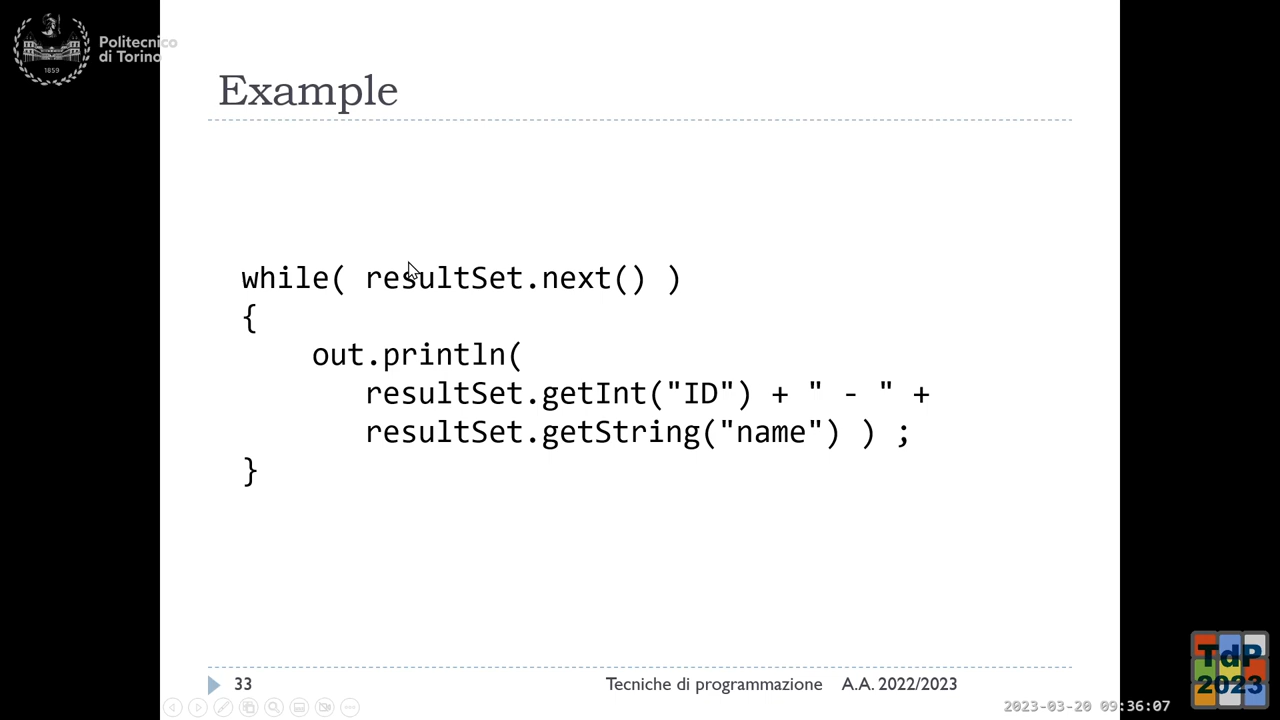 Politecnico
di Torino
1859
Example
while( resultSet.next() )
{
    out.println(
       resultSet.getInt("ID") + " - " +
       resultSet.getString("name") ) ;
}
33
Tecniche di programmazione A.A. 2022/2023
2023-03-20 09:36:07
TdP
2023